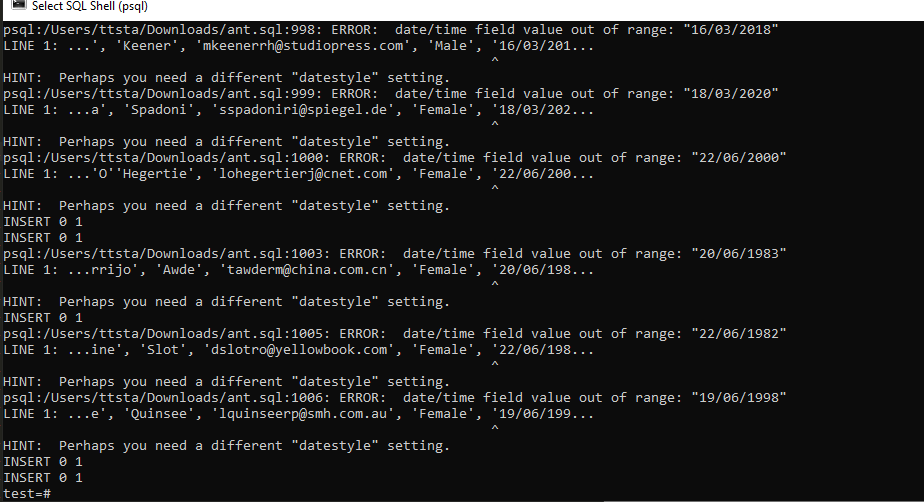 Select SQL Shell (psql)
psql:/Users/ttsta/Downloads/ant.sql:998: ERROR:  date/time field value out of range: "16/03/2018"
LINE 1: ...', 'Keener', 'mkeenerrh@studiopress.com', 'Male', '16/03/201...
^
HINT:  Perhaps you need a different "datestyle" setting.
psql:/Users/ttsta/Downloads/ant.sql:999: ERROR:  date/time field value out of range: "18/03/2020"
LINE 1: ...a', 'Spadoni', 'sspadoniri@spiegel.de', 'Female', '18/03/202...
^
HINT:  Perhaps you need a different "datestyle" setting.
psql:/Users/ttsta/Downloads/ant.sql:1000: ERROR:  date/time field value out of range: "22/06/2000"
LINE 1: ...'O''Hegertie', 'lohegertierj@cnet.com', 'Female', '22/06/200...
^
HINT:  Perhaps you need a different "datestyle" setting.
INSERT 0 1
INSERT 0 1
psql:/Users/ttsta/Downloads/ant.sql:1003: ERROR:  date/time field value out of range: "20/06/1983"
LINE 1: ...rrijo', 'Awde', 'tawderm@china.com.cn', 'Female', '20/06/198...
^
HINT:  Perhaps you need a different "datestyle" setting.
INSERT 0 1
psql:/Users/ttsta/Downloads/ant.sql:1005: ERROR:  date/time field value out of range: "22/06/1982"
LINE 1: ...ine', 'Slot', 'dslotro@yellowbook.com', 'Female', '22/06/198...
^
HINT:  Perhaps you need a different "datestyle" setting.
psql:/Users/ttsta/Downloads/ant.sql:1006: ERROR:  date/time field value out of range: "19/06/1998"
LINE 1: ...e', 'Quinsee', 'lquinseerp@smh.com.au', 'Female', '19/06/199...
^
HINT:  Perhaps you need a different "datestyle" setting.
INSERT 0 1
INSERT 0 1
test=#